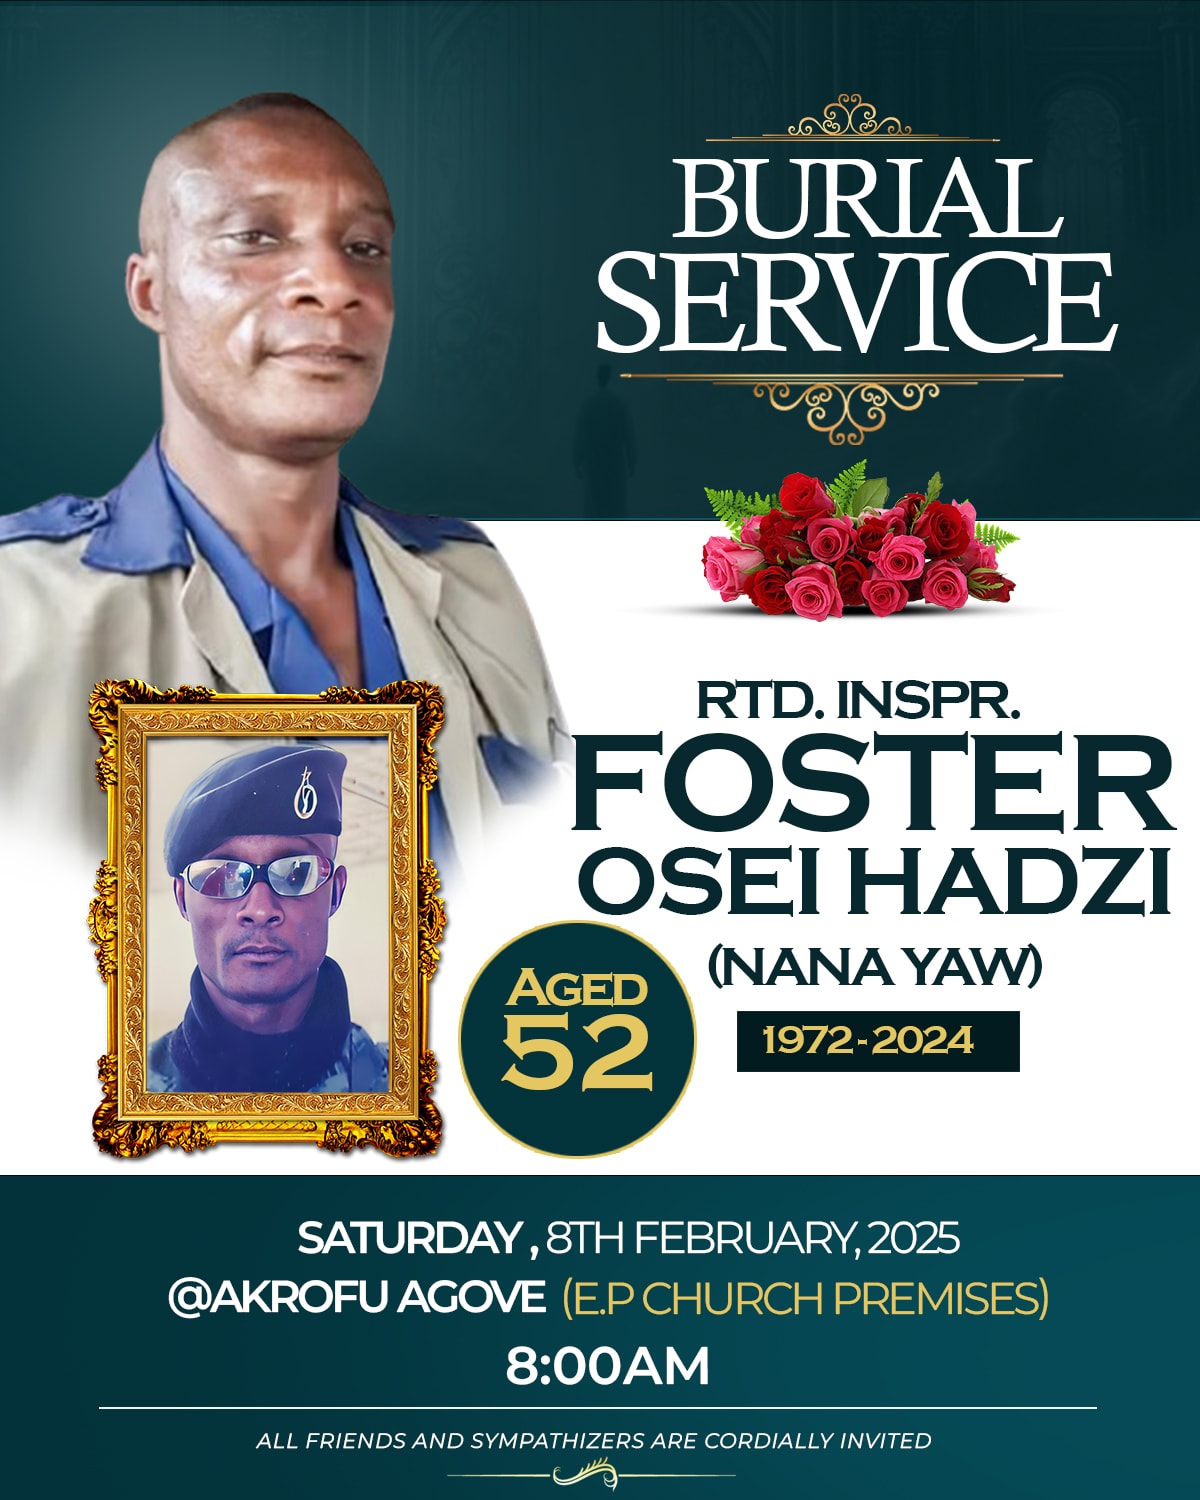 BURIAL
SERVICE
RTD. INSPR.
FOSTER
OSEI HADZI
(NANA YAW)
AGED
52
1972-2024
SATURDAY, 8TH FEBRUARY, 2025
@AKROFU AGOVE (E.P CHURCH PREMISES)
8:00AM
ALL FRIENDS AND SYMPATHIZERS ARE CORDIALLY INVITED